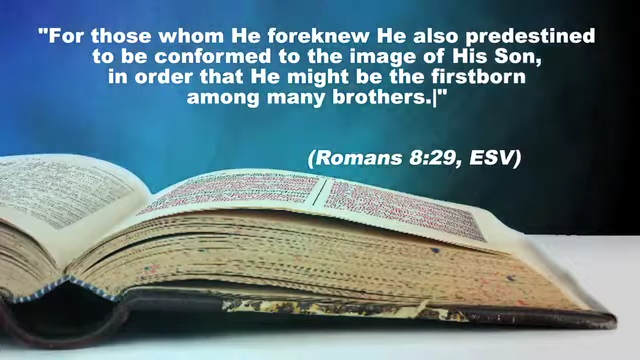 "For those whom He foreknew He also predestined
to be conformed to the image of His Son,
in order that He might be the firstborn
among many brothers.|"
(Romans 8:29, ESV)